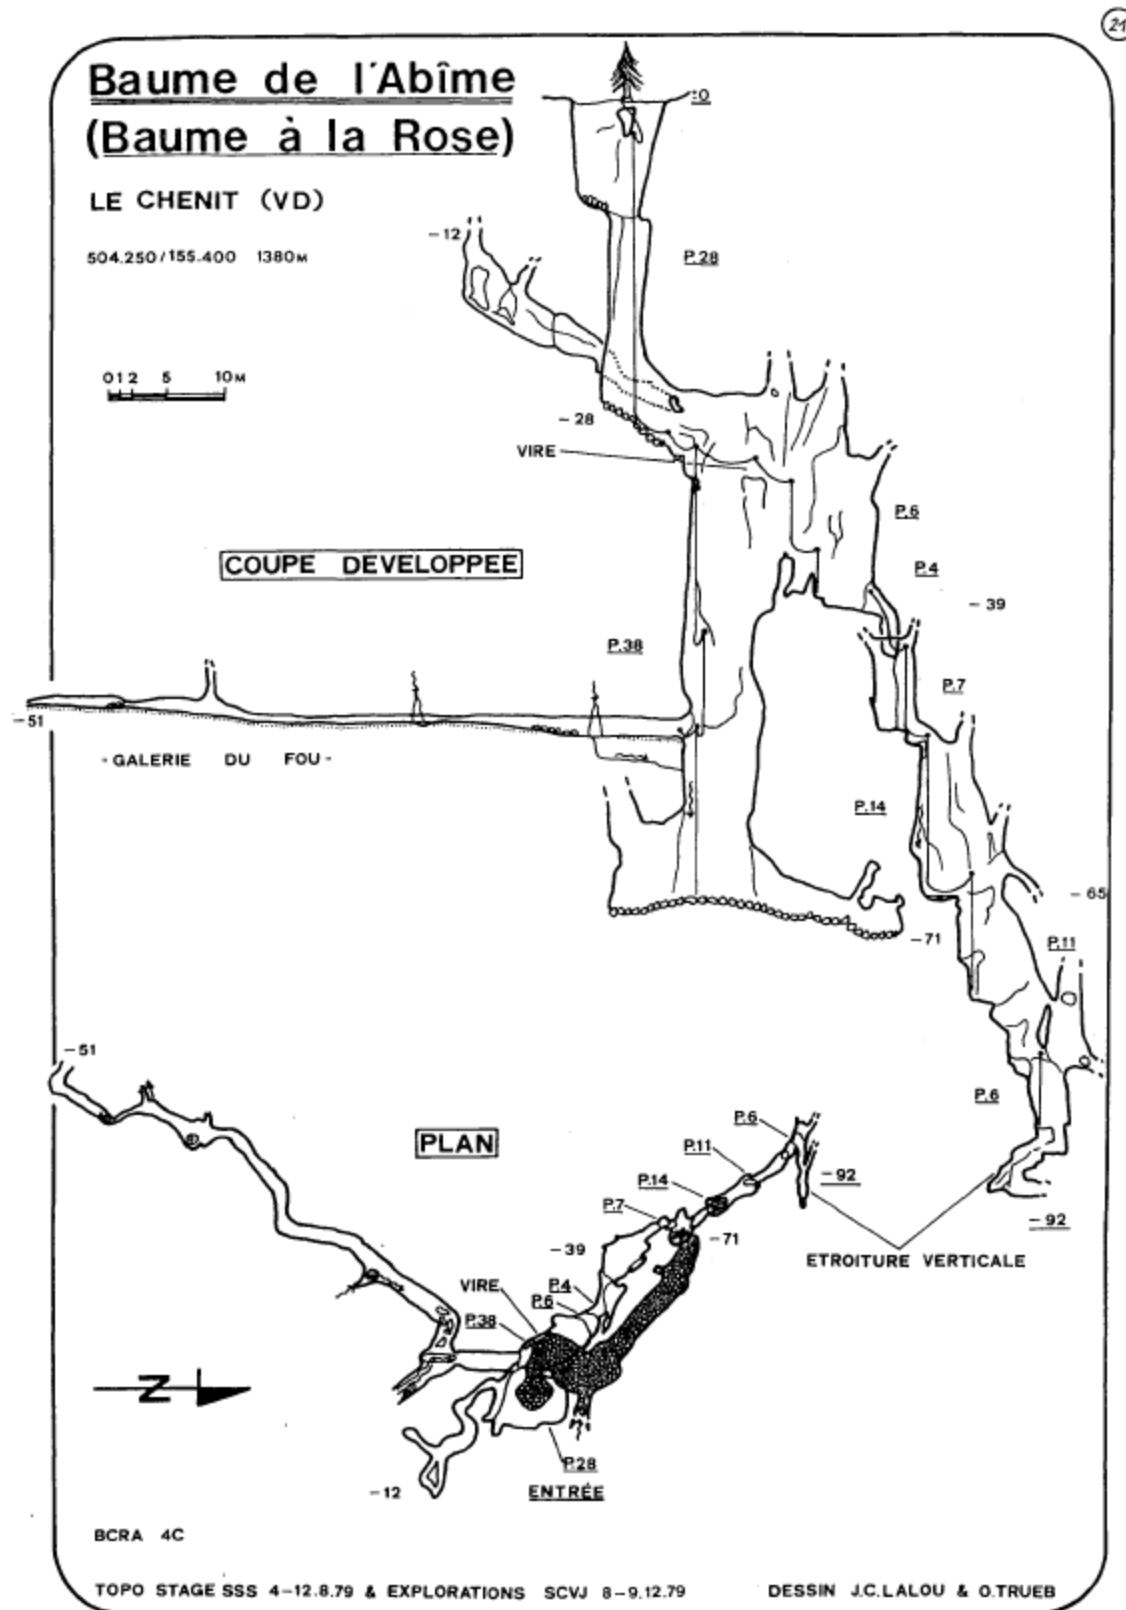 21
Baume de l'Abîme
(Baume à la Rose)
LE CHENIT (VD)
504.250/155.400 1380M
0 1 2 5 10M
:0
-12
P.28
-28
VIRE
P.6
COUPE DEVELOPPEE
P.4
-39
P.38
P.7
-51
-GALERIE DU FOU-
P.14
-65
-71
P.11
-51
P.6
PLAN
P.6
P.11
P.14
-92
P.7
-92
-71
-39
ETROITURE VERTICALE
VIRE
P.4
P.6
P.38
N
P.28
-12
ENTRÉE
BCRA 4C
TOPO STAGE SSS 4-12.8.79 & EXPLORATIONS SCVJ 8-9.12.79 DESSIN J.C.LALOU & O.TRUEB